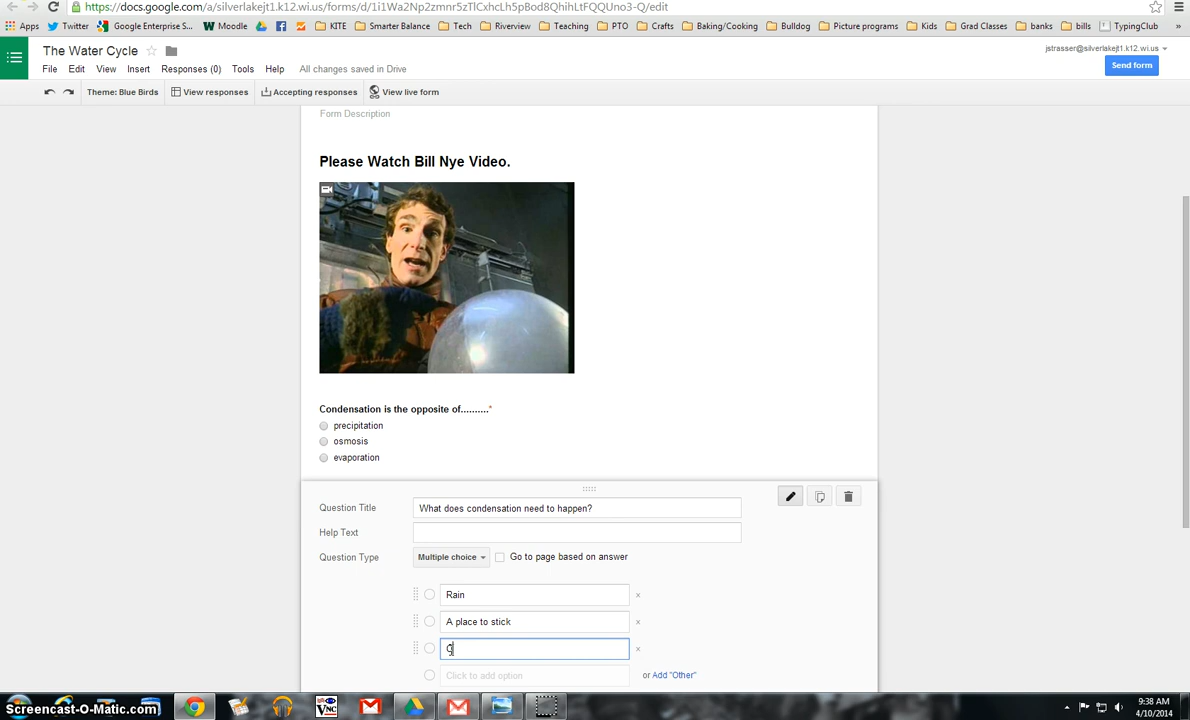 https://docs.google.com/a/silverlakejt1.k12.wi.us/forms/d/1i1Wa2Np2zmnr5zTlCxhcLh5pBod8QhihLtFQQUno3-Q/edit
Apps Twitter Google Enterprise S... Moodle KITE Smarter Balance Tech Riverview Teaching PTO Crafts Baking/Cooking Bulldog Picture programs Kids Grad Classes banks bills TypingClub »
The Water Cycle
jstrasser@silverlakejt1.k12.wi.us
File Edit View Insert Responses (0) Tools Help All changes saved in Drive
Send form
Theme: Blue Birds View responses Accepting responses View live form
Form Description
Please Watch Bill Nye Video.
Condensation is the opposite of..........*
precipitation
osmosis
evaporation
Question Title What does condensation need to happen?
Help Text
Question Type Multiple choice Go to page based on answer
Rain
A place to stick
Click to add option or Add "Other"
Screencast-O-Matic.com
VNC
9:38 AM
4/10/2014